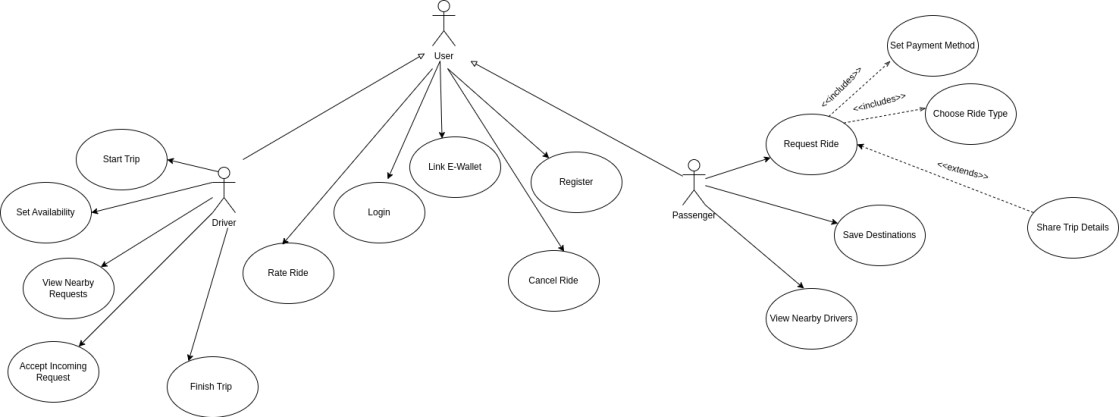 User
Set Payment Method
<<includes>>
<<includes>>
Choose Ride Type
Request Ride
<<extends>>
Start Trip
Link E-Wallet
Register
Set Availability
Driver
Login
Passenger
Save Destinations
Share Trip Details
View Nearby
Requests
Rate Ride
Cancel Ride
View Nearby Drivers
Accept Incoming
Request
Finish Trip